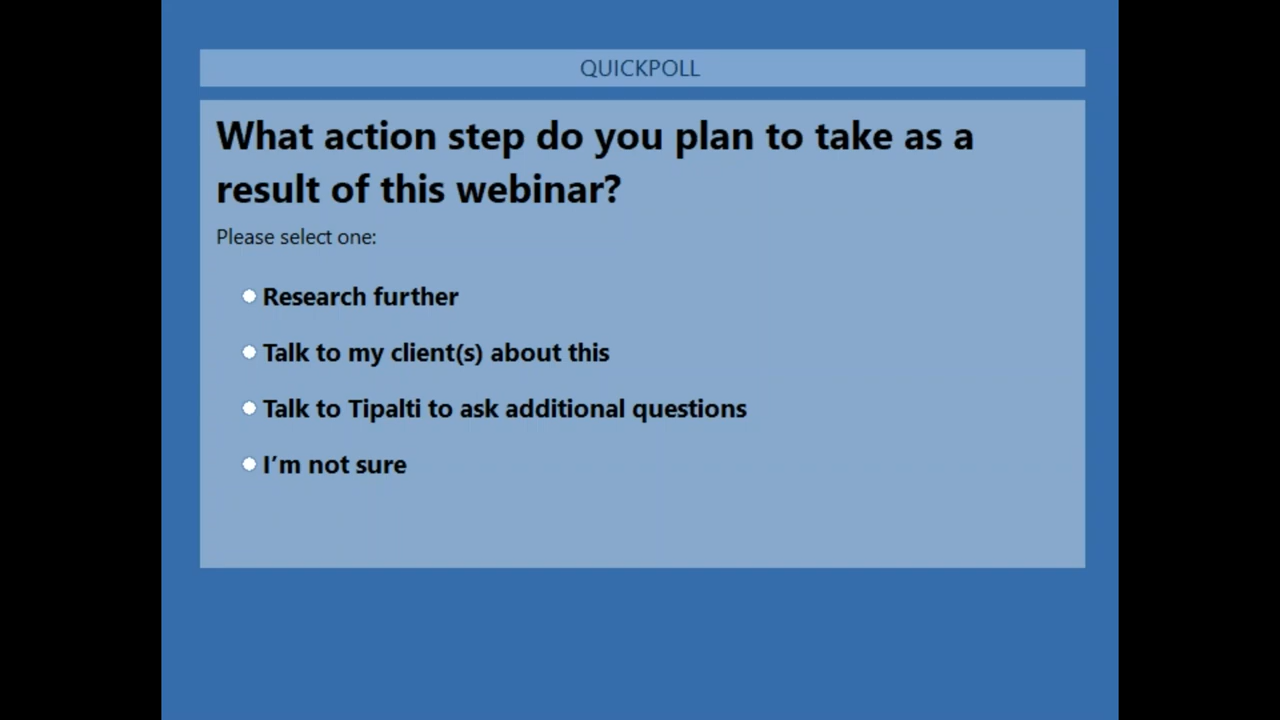 QUICKPOLL
What action step do you plan to take as a
result of this webinar?
Please select one:
Research further
Talk to my client(s) about this
Talk to Tipalti to ask additional questions
I’m not sure